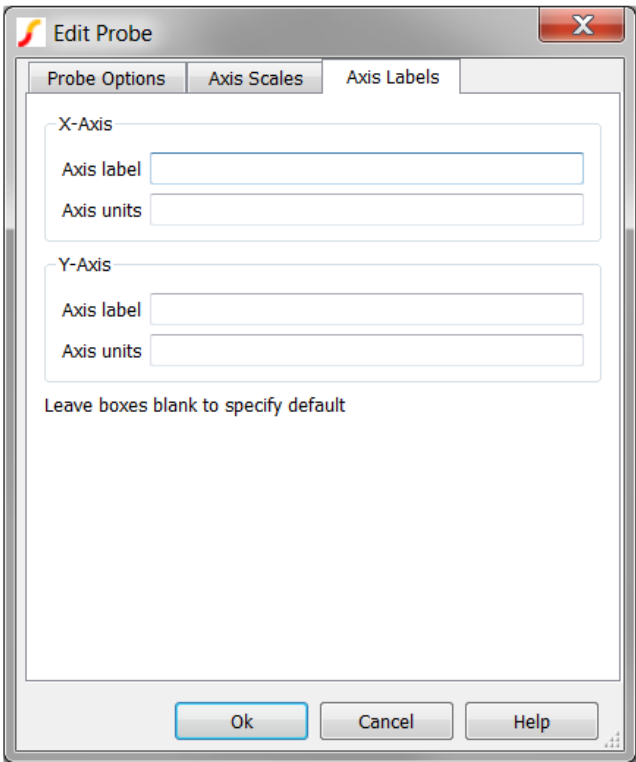 Edit Probe
Probe Options Axis Scales Axis Labels
X-Axis
Axis label
Axis units
Y-Axis
Axis label
Axis units
Leave boxes blank to specify default
Ok Cancel Help